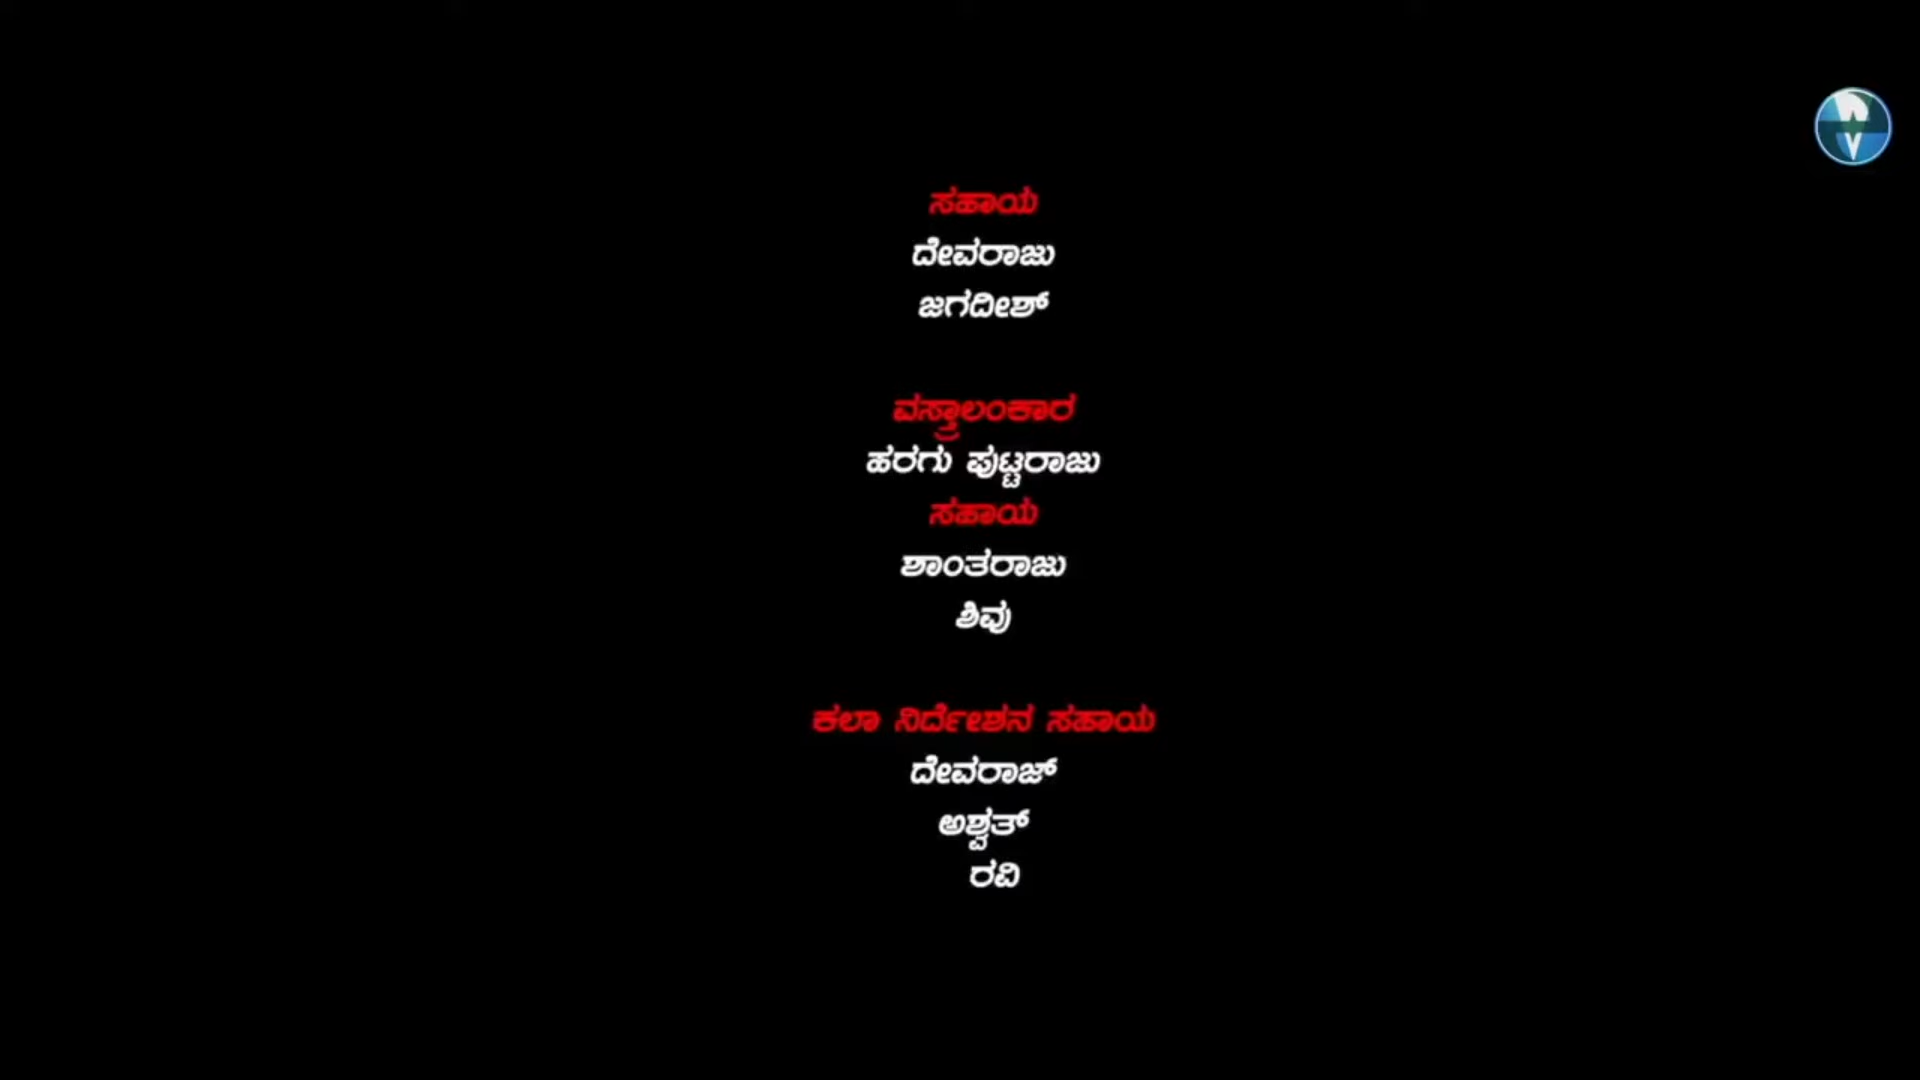 ಸಹಾಯ
ದೇವರಾಜು
ಜಗದೀಶ್
ವಸ್ತ್ರಾಲಂಕಾರ
ಹರಗು ಪುಟ್ಟರಾಜು
ಸಹಾಯ
ಶಾಂತರಾಜು
ಶಿವು
ಕಲಾ ನಿರ್ದೇಶನ ಸಹಾಯ
ದೇವರಾಜ್
ಅಶ್ವತ್
ರವಿ